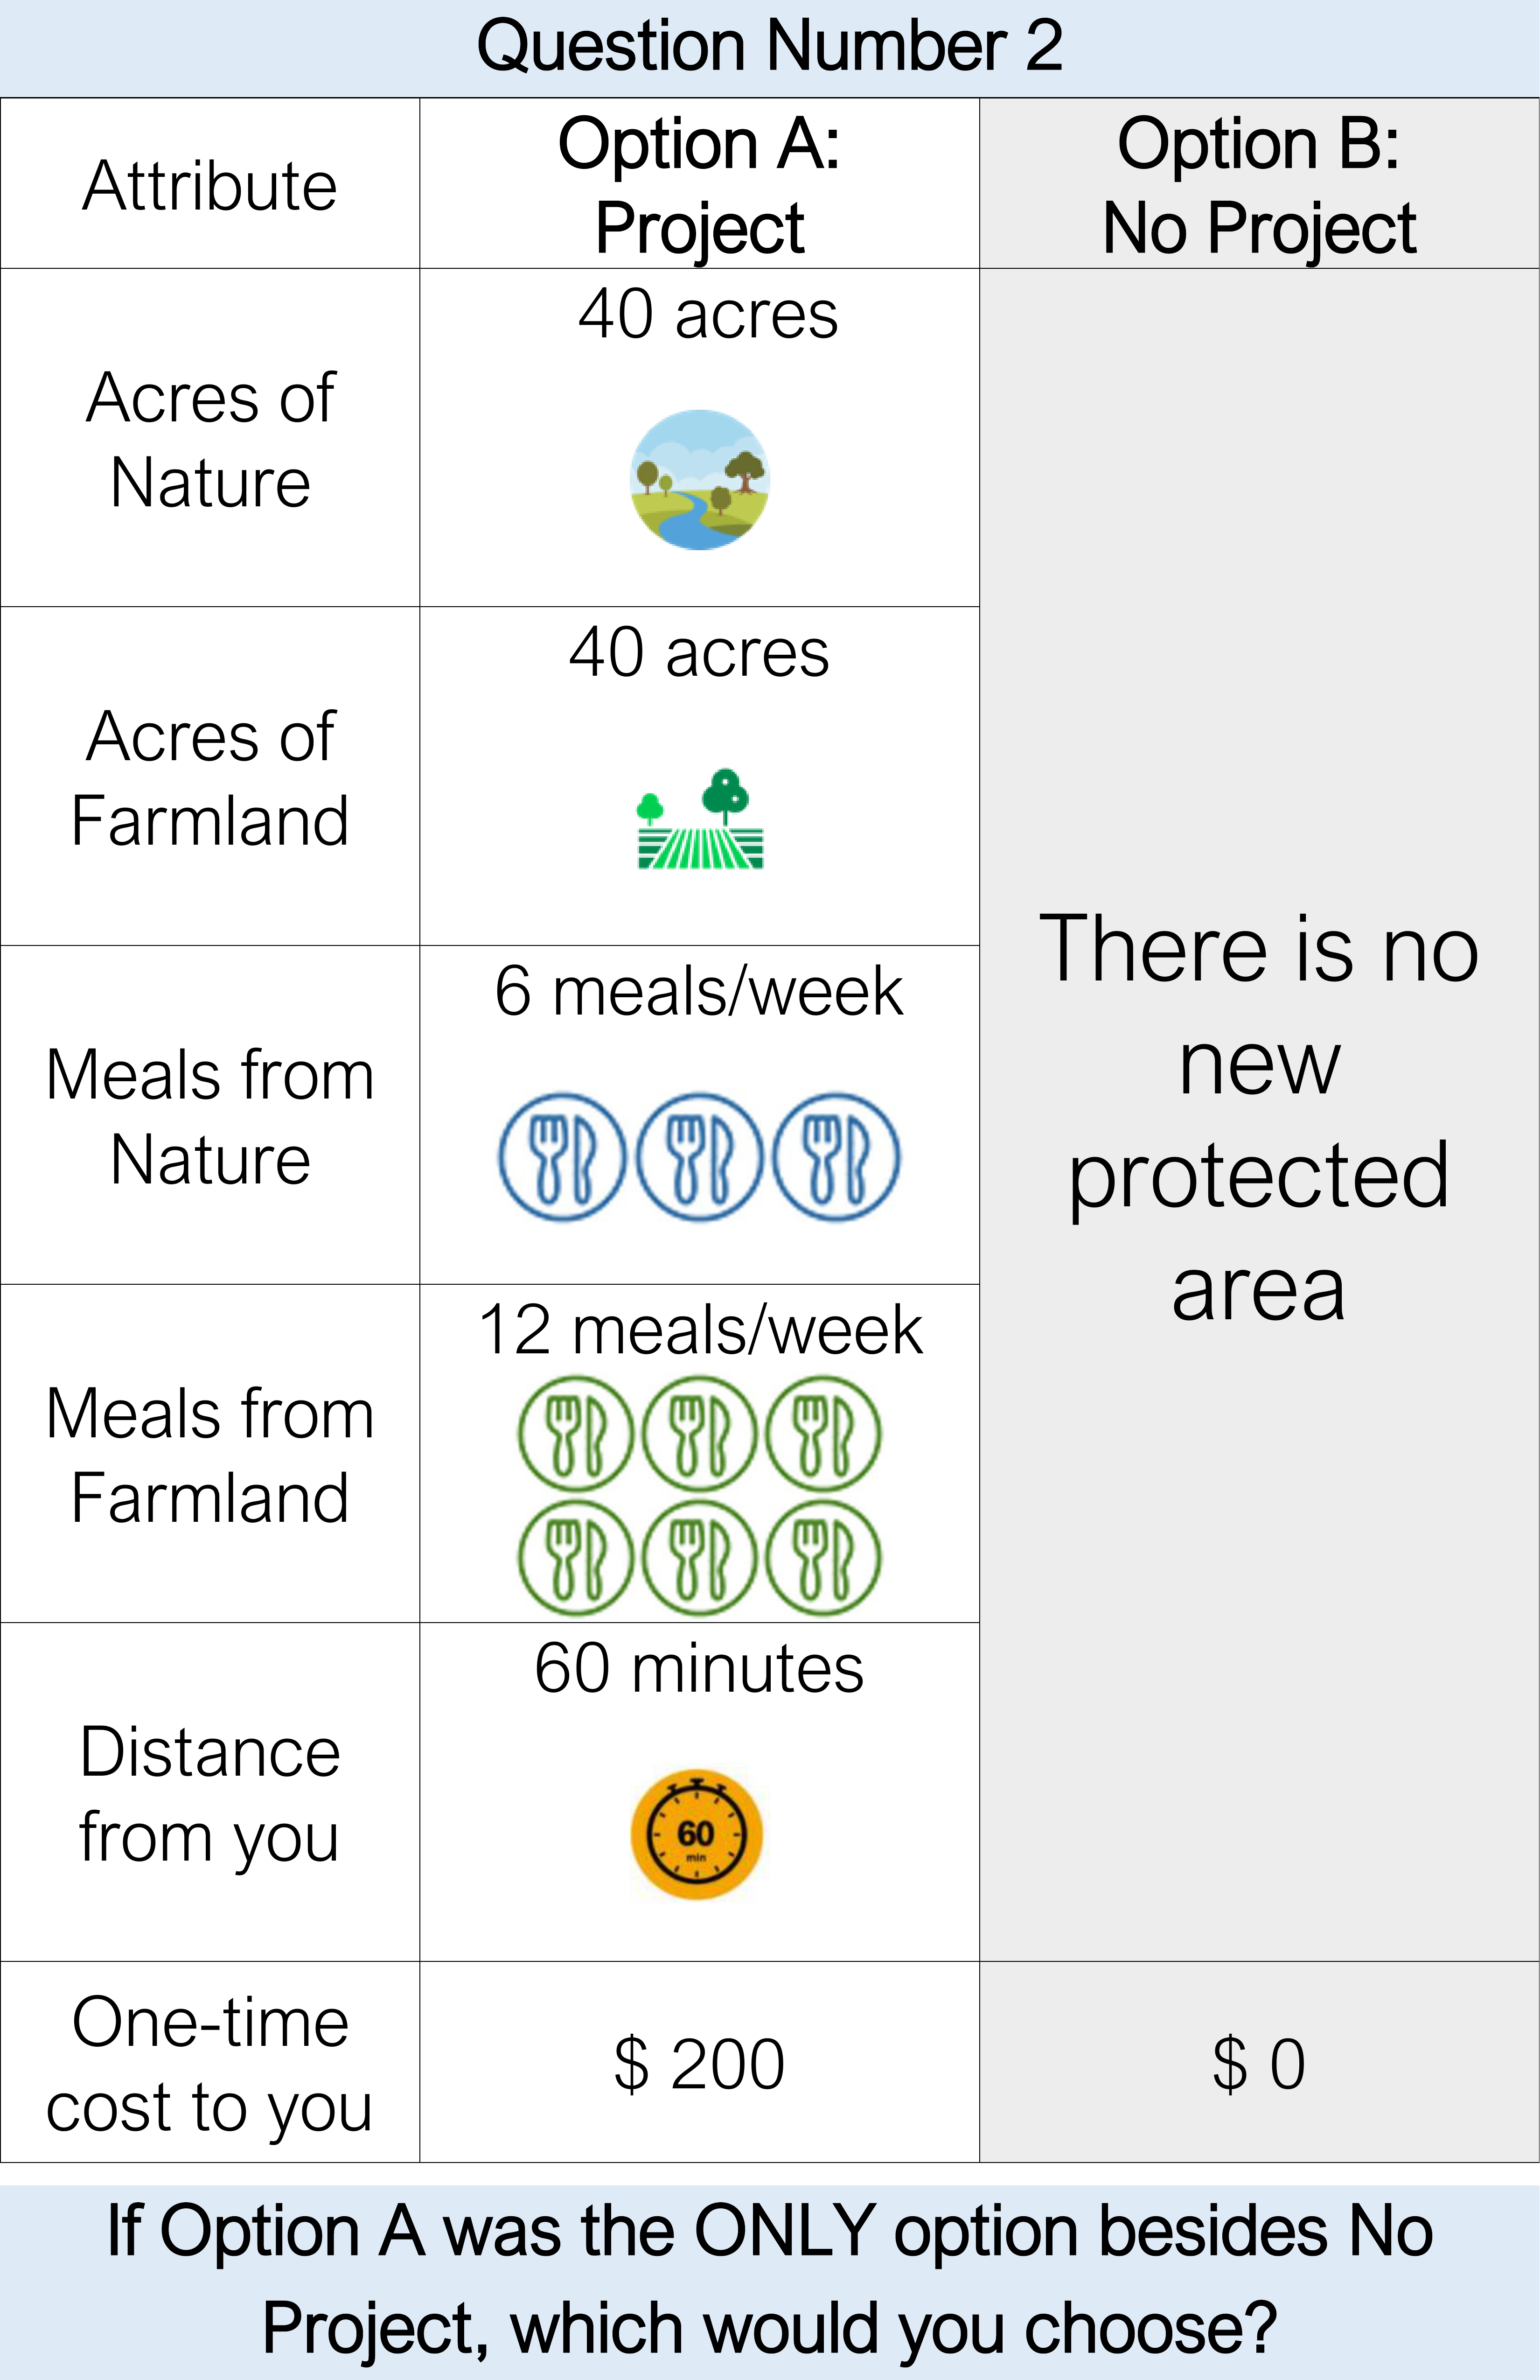 Question Number 2
Attribute
Option A:
Project
Option B:
No Project
Acres of
Nature
40 acres
Acres of
Farmland
40 acres
Meals from
Nature
6 meals/week
Meals from
Farmland
12 meals/week
Distance
from you
60 minutes
60
min
There is no
new
protected
area
One-time
cost to you
$ 200
$ 0
If Option A was the ONLY option besides No
Project, which would you choose?